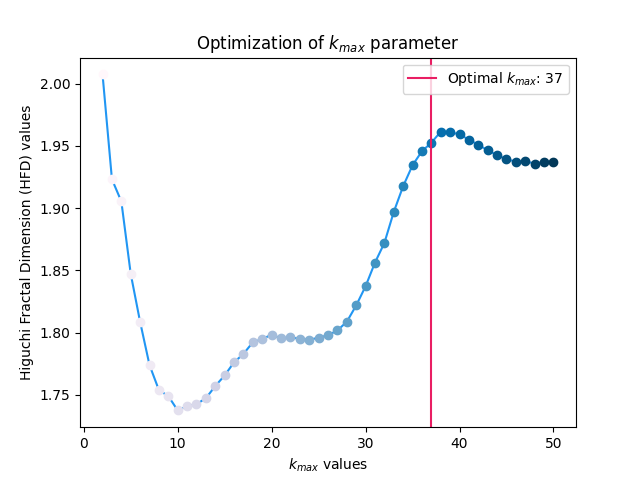 Optimization of k_max parameter
Optimal k_max: 37
Higuchi Fractal Dimension (HFD) values
2.00
1.95
1.90
1.85
1.80
1.75
0 10 20 30 40 50
k_max values